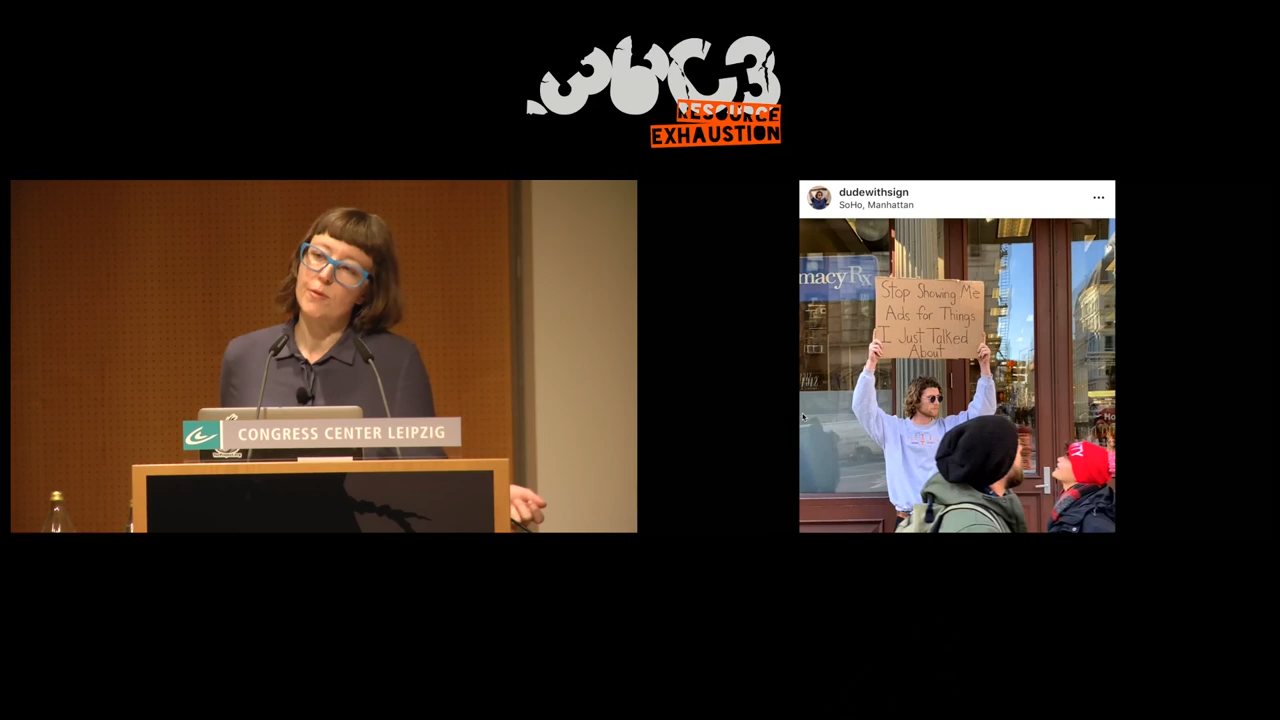 36C3
RESOURCE
EXHAUSTION
dudewithsign
SoHo, Manhattan
macy Rx
Stop Showing Me
Ads for Things
I Just Talked
About
CONGRESS CENTER LEIPZIG